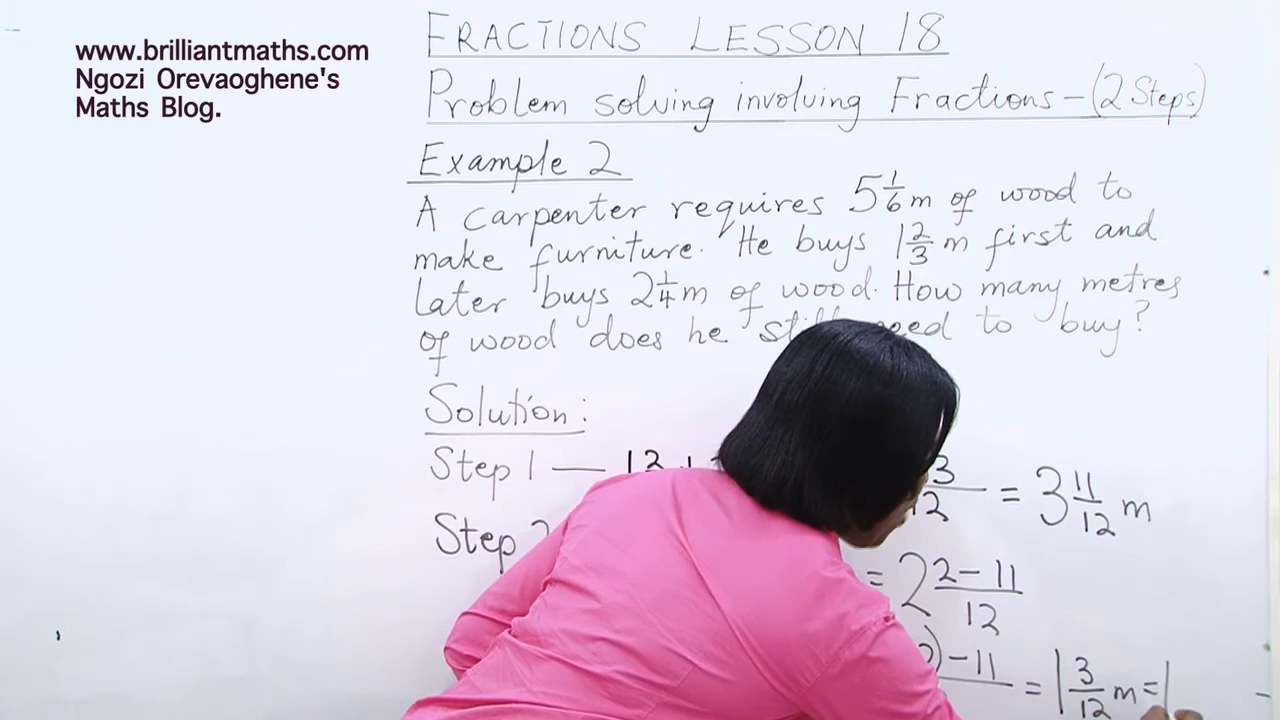 www.brilliantmaths.com
Ngozi Orevaoghene's
Maths Blog.
FRACTIONS LESSON 18
Problem solving involving Fractions - (2 Steps)
Example 2
A carpenter requires 5 1/6 m of wood to
make furniture. He buys 1 2/3 m first and
later buys 2 1/4 m of wood. How many metres
of wood does he to buy?
Solution:
Step 1 — 1 2 3/12 = 3 11/12 m
Step 2 = 2 2-11/12
)-11 = 1 3/12 m = 1